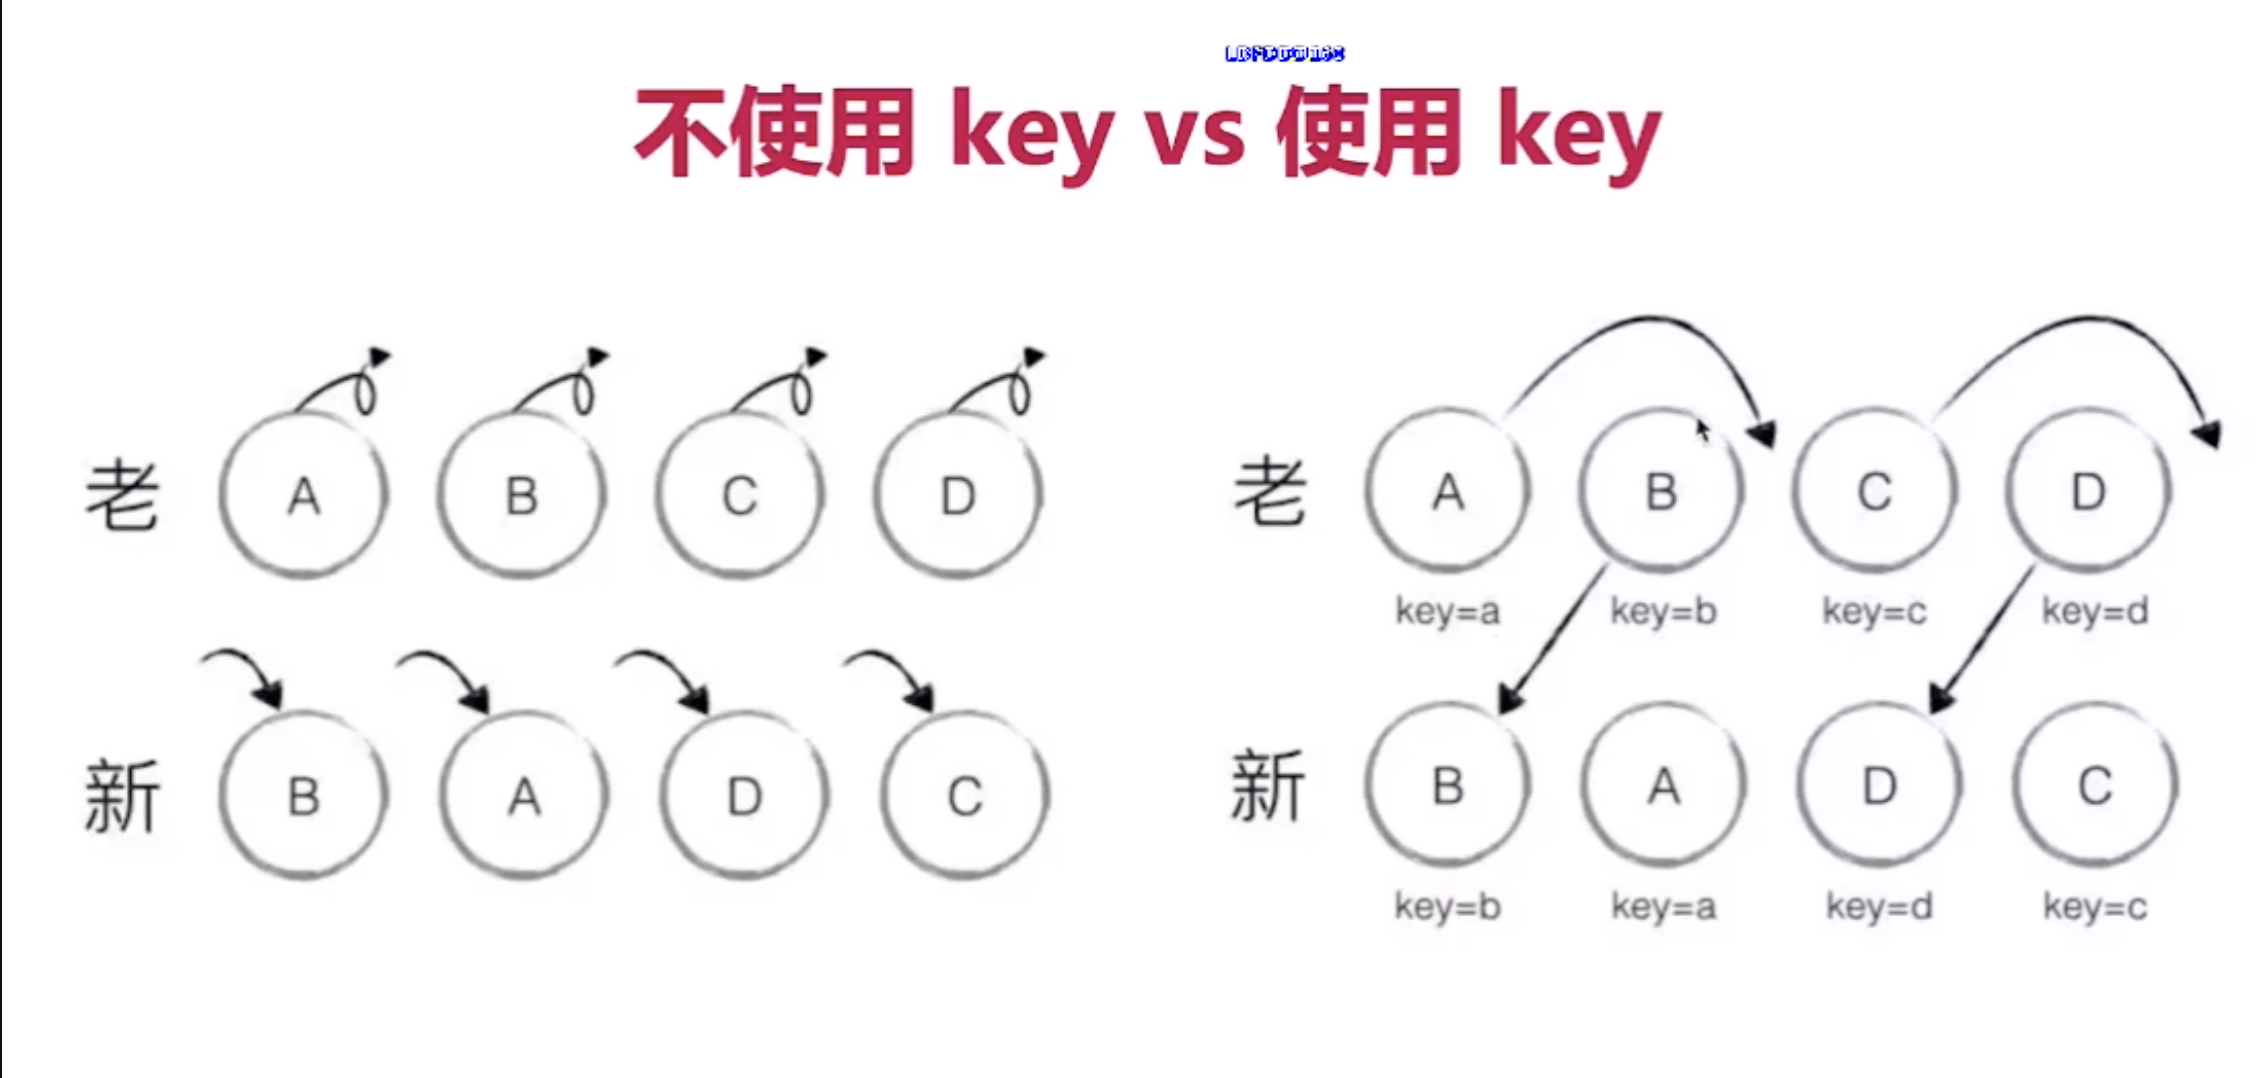 不使用 key vs 使用 key
老 A B C D
新 B A D C
老 A B C D
key=a key=b key=c key=d
新 B A D C
key=b key=a key=d key=c